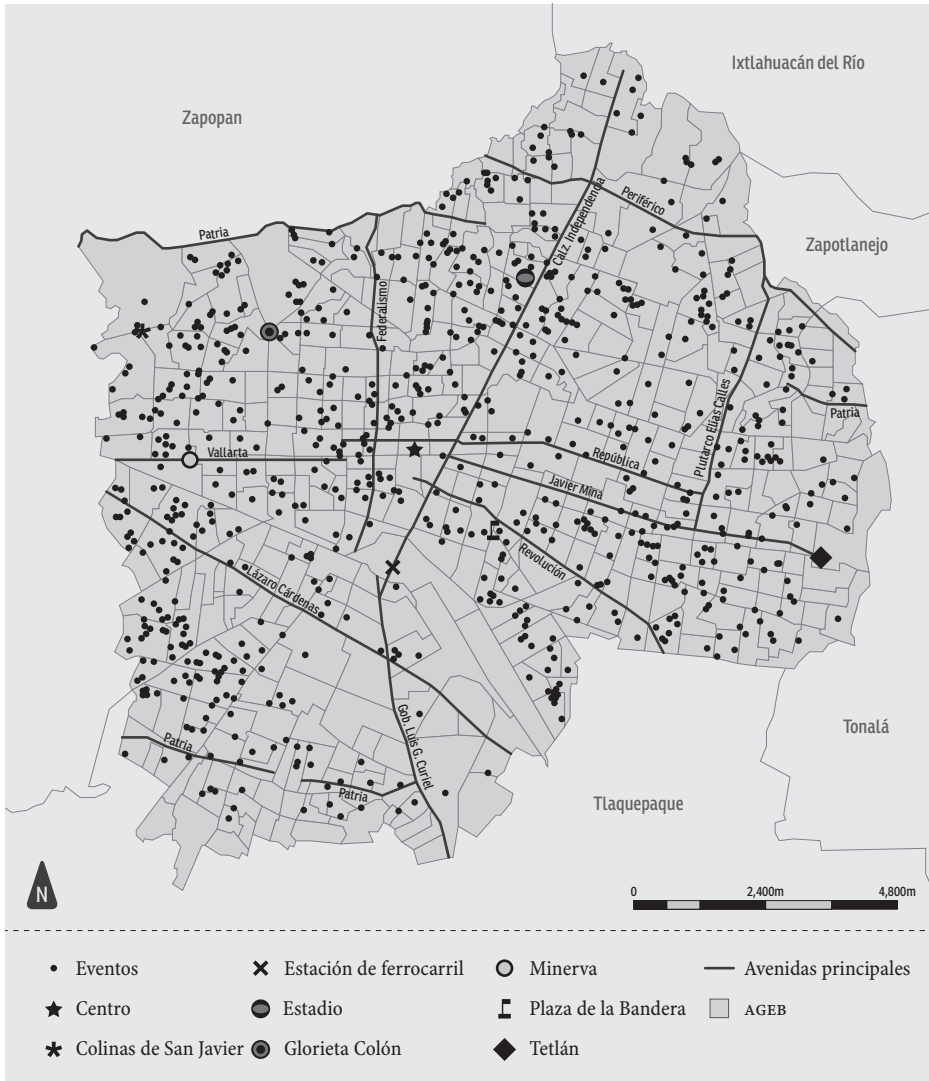 Ixtlahuacán del Río
Zapopan
Calz. Independencia
Periférico
Patria
Zapotlanejo
Federalismo
Plutarco Elías Calles
Patria
Vallarta
República
Javier Mina
Revolución
Lázaro Cárdenas
Gob. Luis G. Curiel
Tonalá
Patria
Patria
Tlaquepaque
N
0 2,400m 4,800m
Eventos Estación de ferrocarril Minerva Avenidas principales
Centro Estadio Plaza de la Bandera AGEB
Colinas de San Javier Glorieta Colón Tetlán